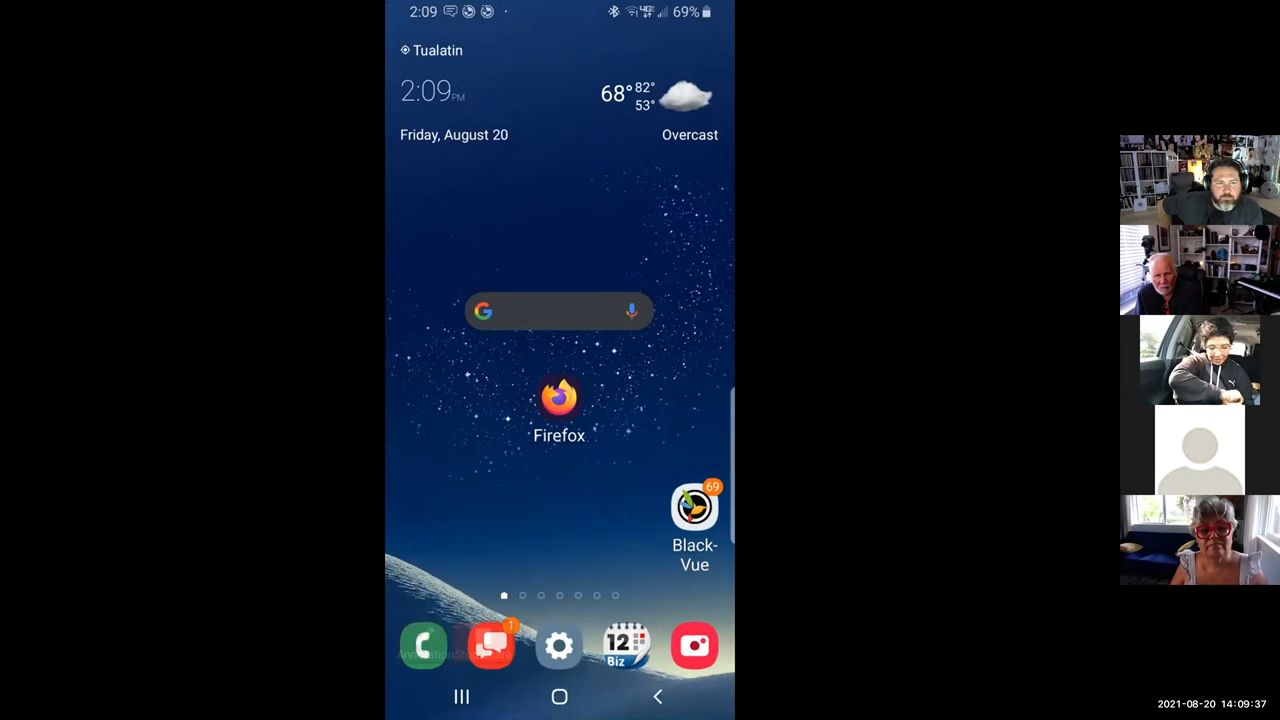 2:09
69%
Tualatin
2:09PM
68° 82°
53°
Friday, August 20
Overcast
Firefox
69
Black-
Vue
1
12
Biz
2021-08-20 14:09:37